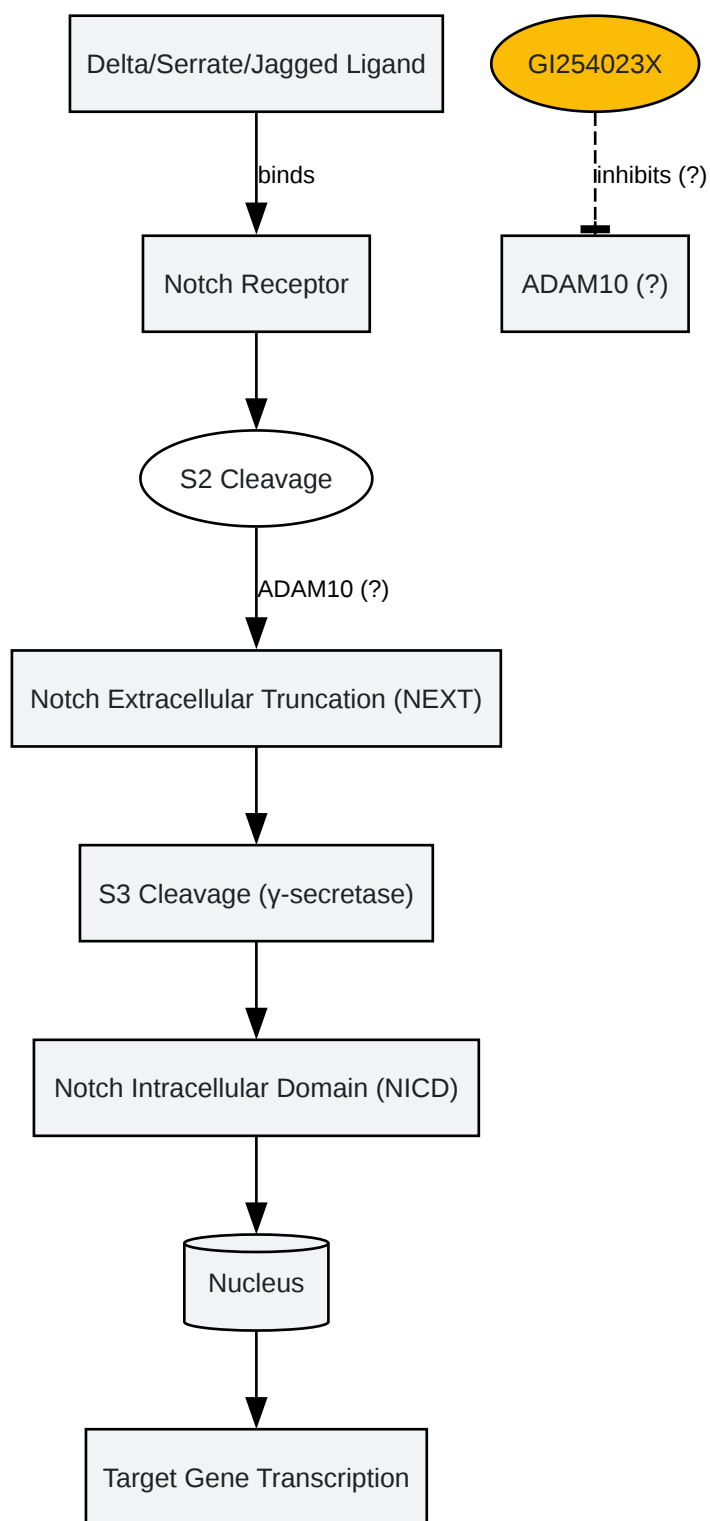 Delta/Serrate/Jagged Ligand
GI254023X
binds
inhibits (?)
Notch Receptor
ADAM10 (?)
S2 Cleavage
ADAM10 (?)
Notch Extracellular Truncation (NEXT)
S3 Cleavage (γ-secretase)
Notch Intracellular Domain (NICD)
Nucleus
Target Gene Transcription